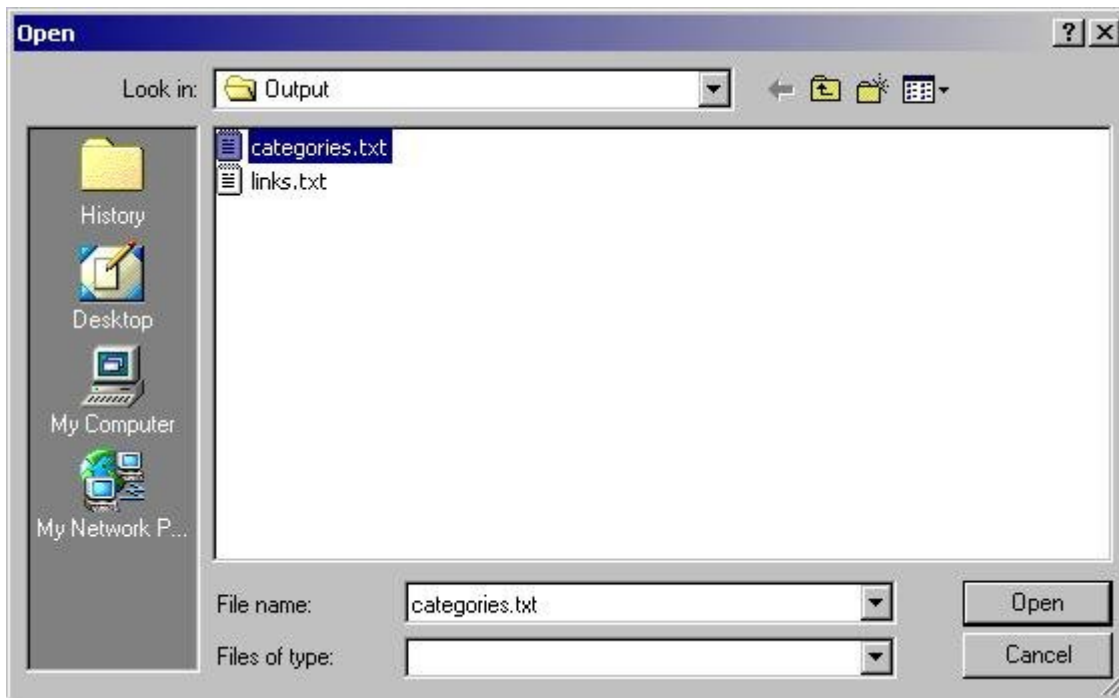 Open
Look in: Output
categories.txt
links.txt
History
Desktop
My Computer
My Network P...
File name: categories.txt Open
Files of type: Cancel